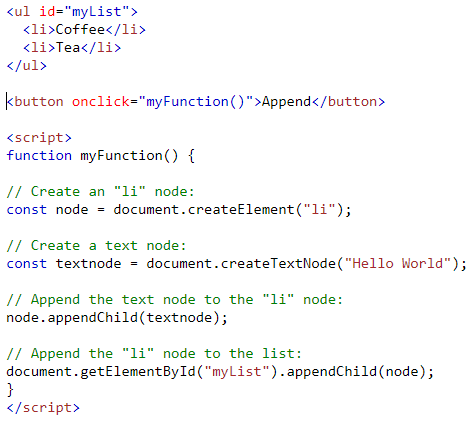 <ul id="myList">
  <li>Coffee</li>
  <li>Tea</li>
</ul>
<button onclick="myFunction()">Append</button>
<script>
function myFunction() {
// Create an "li" node:
const node = document.createElement("li");
// Create a text node:
const textnode = document.createTextNode("Hello World");
// Append the text node to the "li" node:
node.appendChild(textnode);
// Append the "li" node to the list:
document.getElementById("myList").appendChild(node);
}
</script>